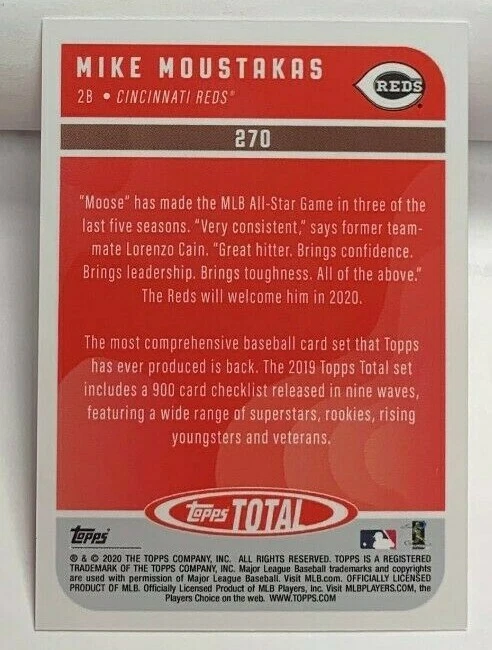 MIKE MOUSTAKAS
2B • CINCINNATI REDS®
REDS
270
"Moose" has made the MLB All-Star Game in three of the
last five seasons. "Very consistent," says former team-
mate Lorenzo Cain. "Great hitter. Brings confidence.
Brings leadership. Brings toughness. All of the above."
The Reds will welcome him in 2020.
The most comprehensive baseball card set that Topps
has ever produced is back. The 2019 Topps Total set
includes a 900 card checklist released in nine waves,
featuring a wide range of superstars, rookies, rising
youngsters and veterans.
topps TOTAL
topps
® & © 2020 THE TOPPS COMPANY, INC. ALL RIGHTS RESERVED. TOPPS IS A REGISTERED
TRADEMARK OF THE TOPPS COMPANY, INC. Major League Baseball trademarks and copyrights
are used with permission of Major League Baseball. Visit MLB.com. OFFICIALLY LICENSED
PRODUCT OF MLB. Officially Licensed Product of MLB Players, Inc. Visit MLBPLAYERS.COM, the
Players Choice on the web. WWW.TOPPS.COM